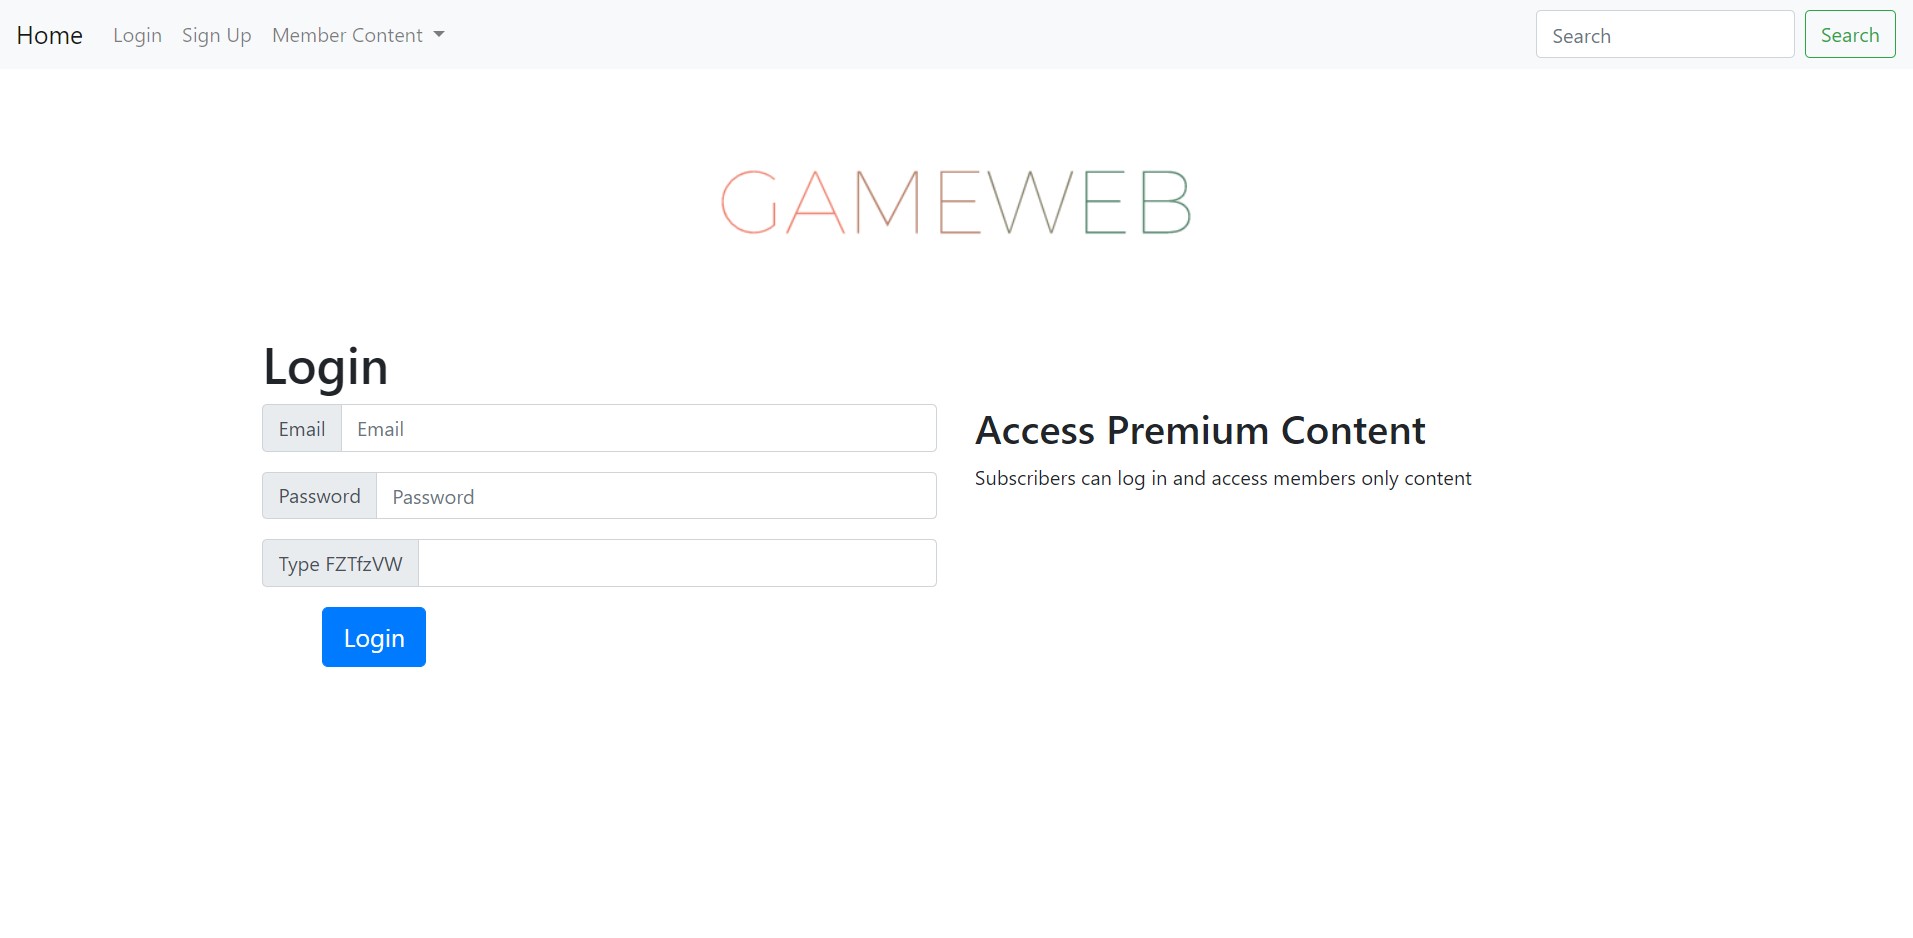 Home Login Sign Up Member Content Search Search
GAMEWEB
Login
Email Email
Password Password
Type FZTfzVW
Login
Access Premium Content
Subscribers can log in and access members only content